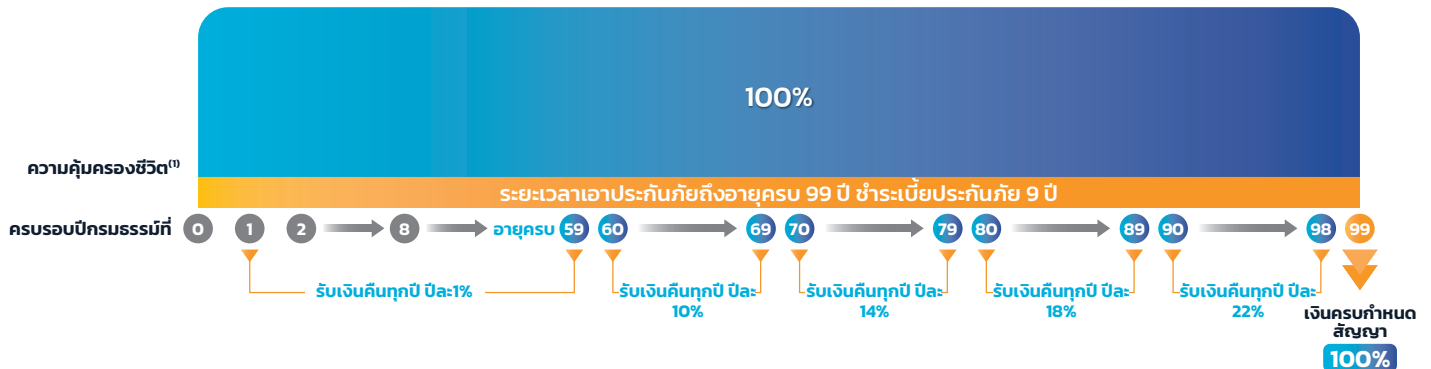 100%
ความคุ้มครองชีวิต(1)
ระยะเวลาเอาประกันภัยถึงอายุครบ 99 ปี ชำระเบี้ยประกันภัย 9 ปี
ครบรอบปีกรมธรรม์ที่ 0 1 2 8 อายุครบ 59 60 69 70 79 80 89 90 98 99
รับเงินคืนทุกปี ปีละ1%
รับเงินคืนทุกปี ปีละ
10%
รับเงินคืนทุกปี ปีละ
14%
รับเงินคืนทุกปี ปีละ
18%
รับเงินคืนทุกปี ปีละ
22%
เงินครบกำหนด
สัญญา
100%